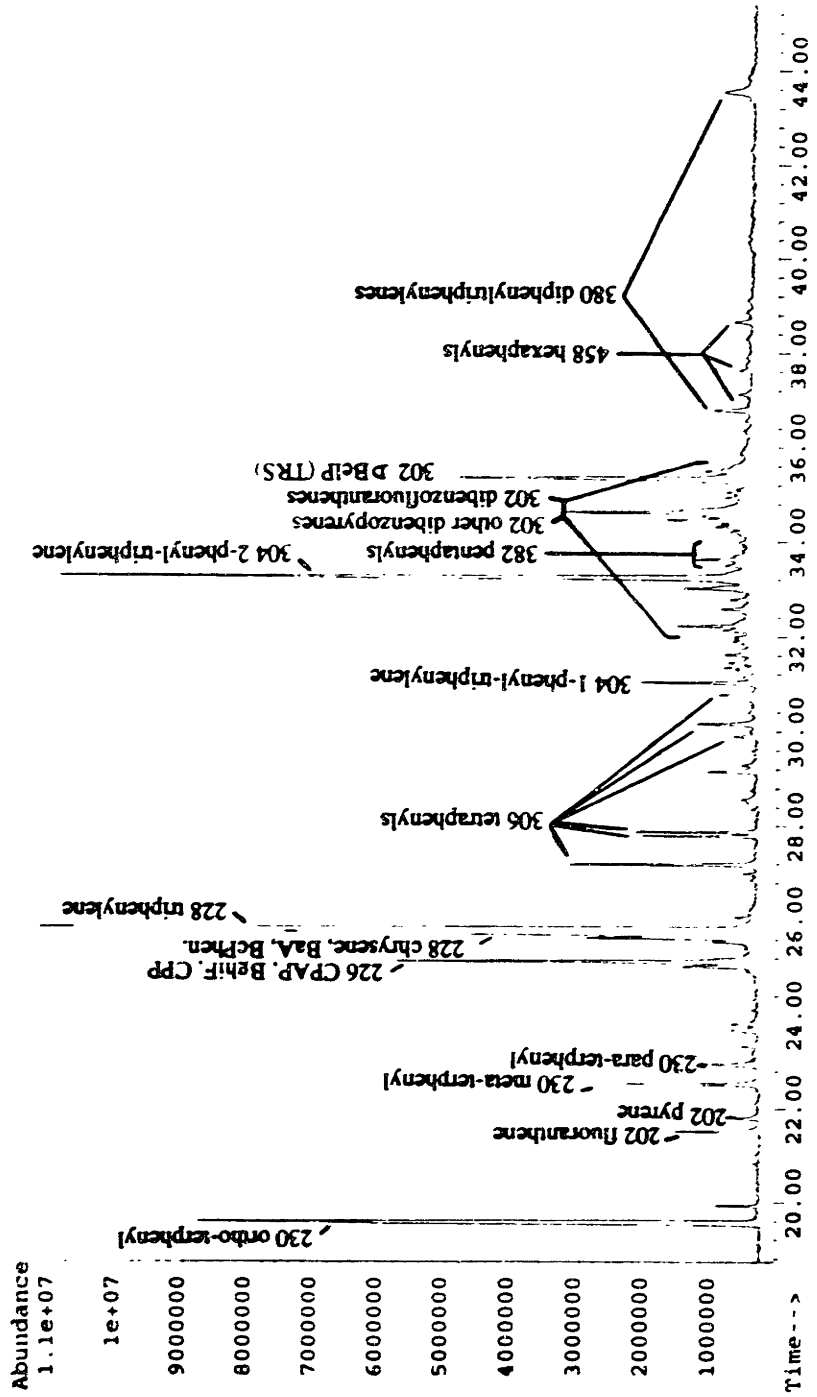 Abundance
1.1e+07
1e+07
9000000
8000000
7000000
6000000
5000000
4000000
3000000
2000000
1000000
Time-->
20.00
22.00
24.00
26.00
28.00
30.00
32.00
34.00
36.00
38.00
40.00
42.00
44.00
230 ortho-terphenyl
202 fluoranthene
202 pyrene
230 meta-terphenyl
230 para-terphenyl
226 CPAP, BghiF, CPP
228 chrysene, BaA, BcPhen.
228 triphenylene
306 tetraphenyls
304 1-phenyl-triphenylene
304 2-phenyl-triphenylene
382 pentaphenyls
302 other dibenzopyrenes
302 dibenzofluoranthenes
302 DBelP (TRS)
458 hexaphenyls
380 diphenyltriphenylenes